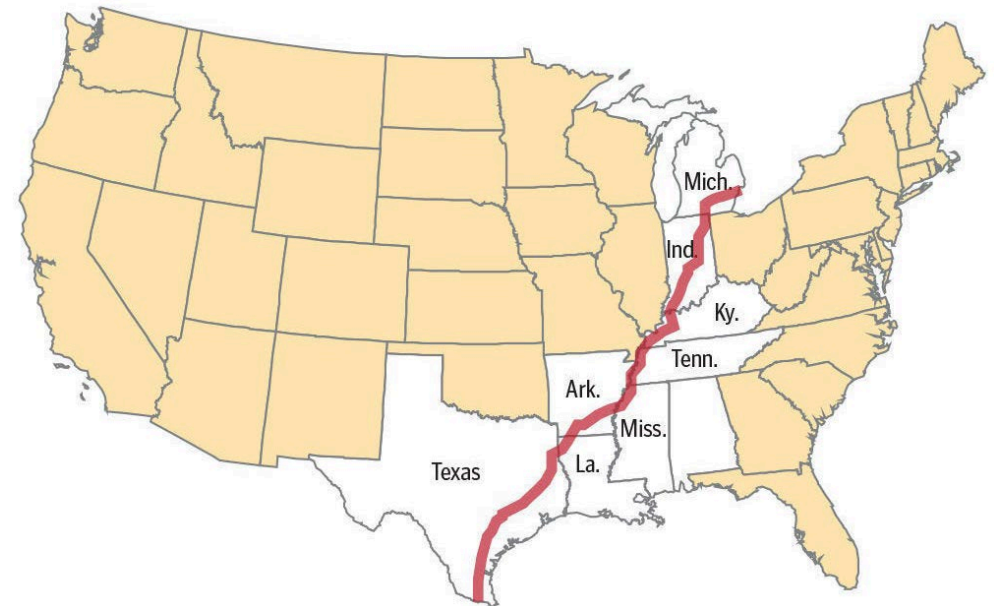 Mich.
Ind.
Ky.
Tenn.
Ark.
Miss.
La.
Texas